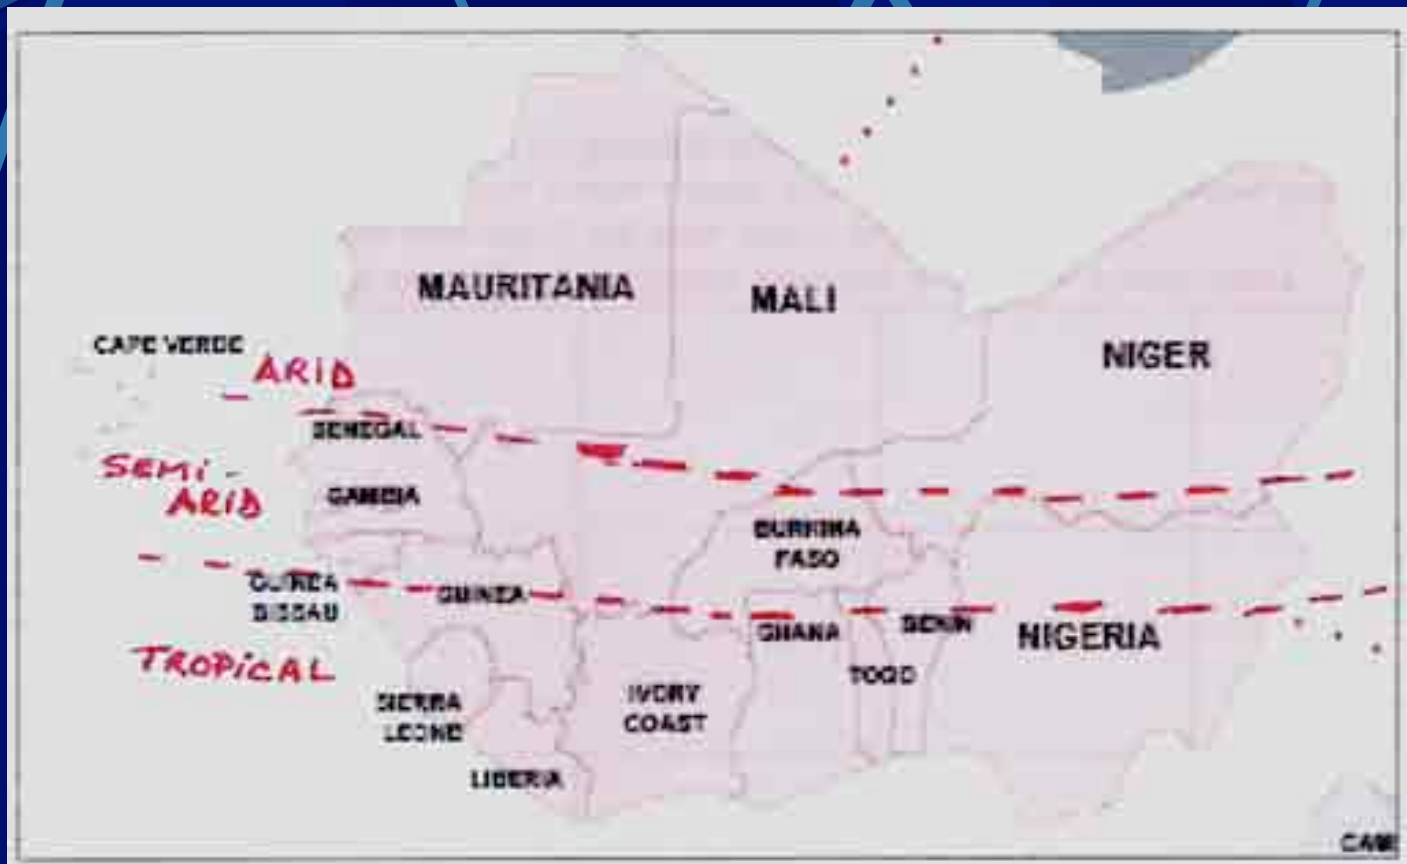 MAURITANIA
MALI
CAPE VERDE
NIGER
ARID
SENEGAL
SEMI-
ARID
GAMBIA
BURKINA
FASO
GUINEA
BISSAU
GUINEA
GHANA
BENIN
NIGERIA
TROPICAL
TOGO
SIERRA
LEONE
IVORY
COAST
LIBERIA